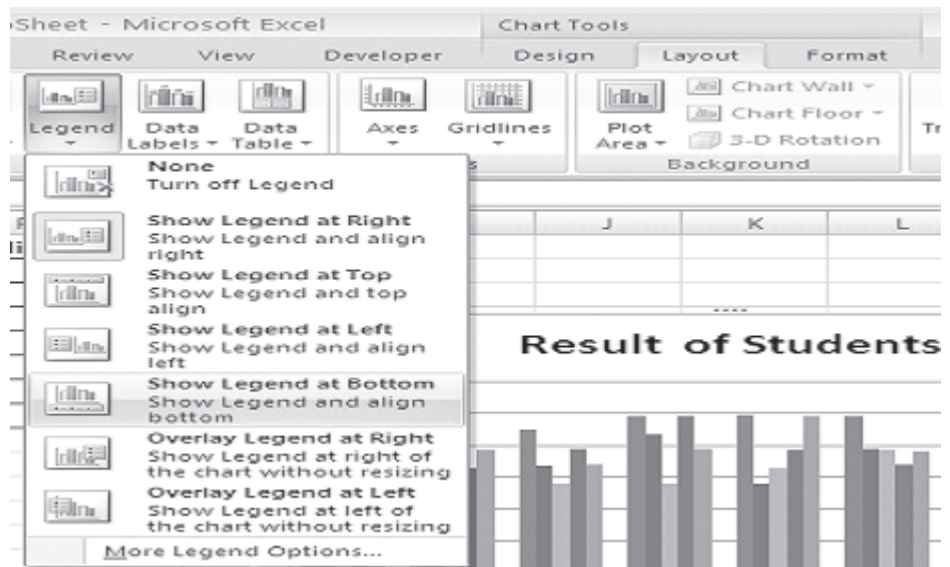 Sheet - Microsoft Excel
Chart Tools
Review View Developer Design Layout Format
Legend
Data Labels
Data Table
Axes
Gridlines
Plot Area
Chart Wall
Chart Floor
3-D Rotation
Background
None
Turn off Legend
Show Legend at Right
Show Legend and align
right
Show Legend at Top
Show Legend and top
align
Show Legend at Left
Show Legend and align
left
Show Legend at Bottom
Show Legend and align
bottom
Overlay Legend at Right
Show Legend at right of
the chart without resizing
Overlay Legend at Left
Show Legend at left of
the chart without resizing
More Legend Options...
J K L
Result of Students